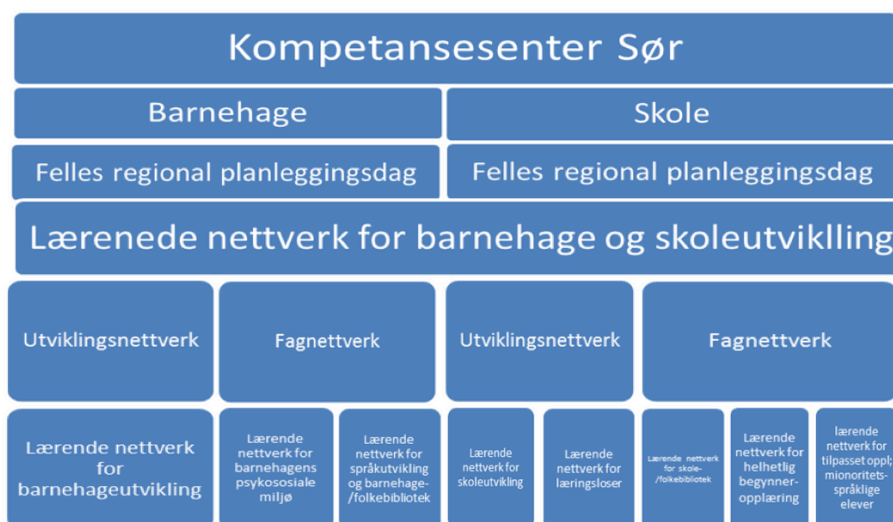 Kompetansesenter Sør
Barnehage
Skole
Felles regional planleggingsdag
Felles regional planleggingsdag
Lærenede nettverk for barnehage og skoleutviklling
Utviklingsnettverk
Fagnettverk
Utviklingsnettverk
Fagnettverk
Lærende nettverk
for
barnehageutvikling
Lærende
nettverk for
barnehagens
psykososiale
miljø
Lærende
nettverk for
språkutvikling
og barnehage-
/folkebibliotek
Lærende
nettverk for
skoleutvikling
Lærende
nettverk for
læringsloser
Lærende nettverk
for skole-
/folkebibliotek
Lærende
nettverk for
helhetlig
begynner-
opplæring
lærende
nettverk for
tilpasset oppl;
mionoritets-
språklige
elever